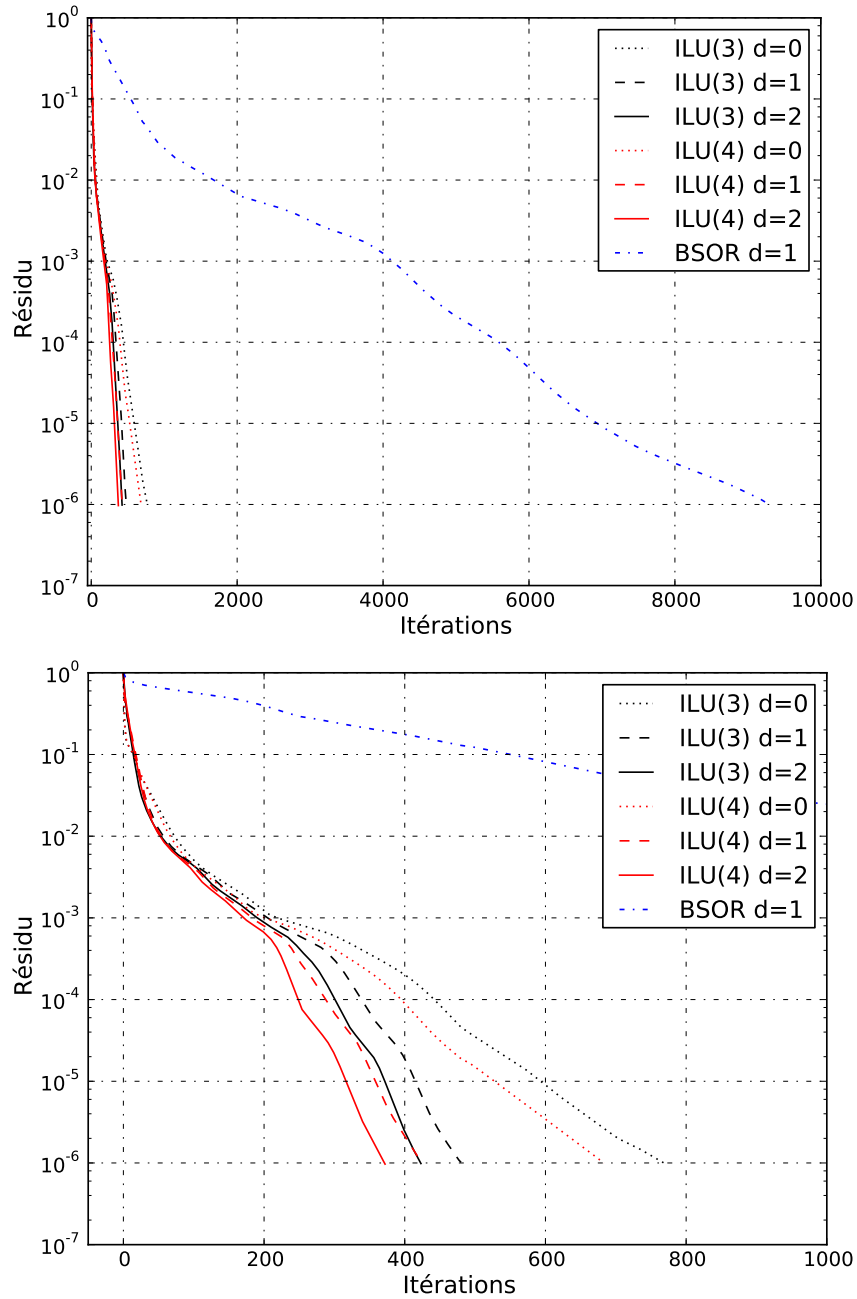 10^0
10^-1
10^-2
10^-3
10^-4
10^-5
10^-6
10^-7
Résidu
0 2000 4000 6000 8000 10000
Itérations
ILU(3) d=0
ILU(3) d=1
ILU(3) d=2
ILU(4) d=0
ILU(4) d=1
ILU(4) d=2
BSOR d=1
10^0
10^-1
10^-2
10^-3
10^-4
10^-5
10^-6
10^-7
Résidu
0 200 400 600 800 1000
Itérations
ILU(3) d=0
ILU(3) d=1
ILU(3) d=2
ILU(4) d=0
ILU(4) d=1
ILU(4) d=2
BSOR d=1